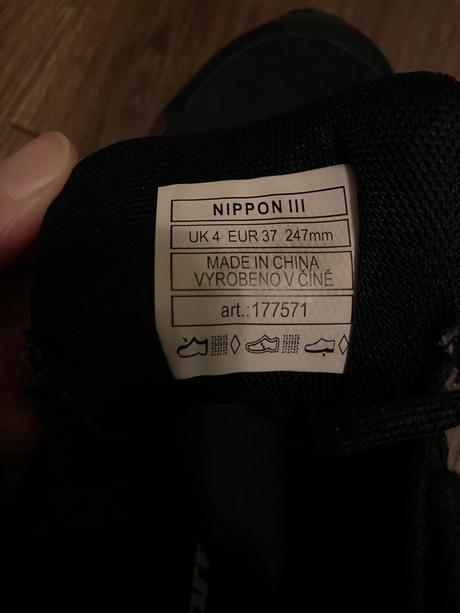 NIPPON III
UK 4 EUR 37 247mm
MADE IN CHINA
VYROBENO V ČÍNĚ
art.:177571